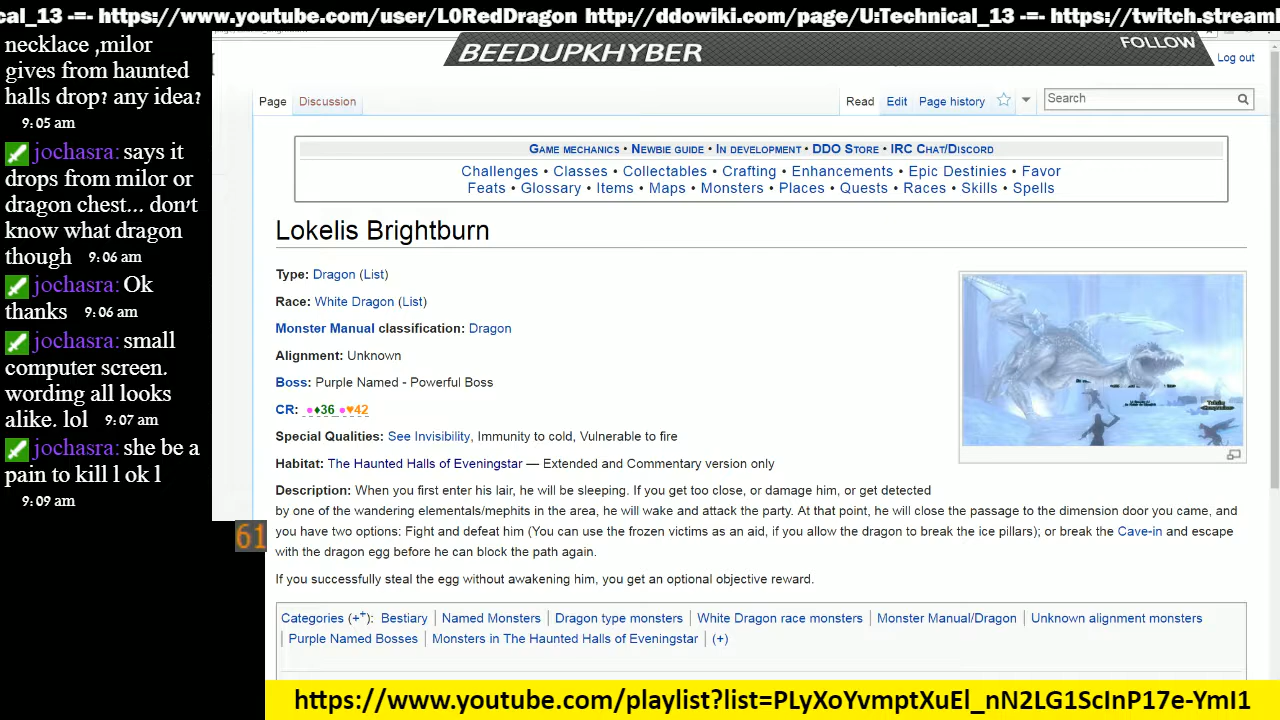 cal_13 -=- https://www.youtube.com/user/L0RedDragon http://ddowiki.com/page/U:Technical_13 -=- https://twitch.streaml
necklace ,milor
gives from haunted
halls drop? any idea?
9:05 am
jochasra: says it
drops from milor or
dragon chest... don't
know what dragon
though 9:06 am
jochasra: Ok
thanks 9:06 am
jochasra: small
computer screen.
wording all looks
alike. lol 9:07 am
jochasra: she be a
pain to kill l ok l
9:09 am
61
BEEDUPKHYBER
FOLLOW
Log out
Page Discussion
Read Edit Page history
Search
Game mechanics • Newbie guide • In development • DDO Store • IRC Chat/Discord
Challenges • Classes • Collectables • Crafting • Enhancements • Epic Destinies • Favor
Feats • Glossary • Items • Maps • Monsters • Places • Quests • Races • Skills • Spells
Lokelis Brightburn
Type: Dragon (List)
Race: White Dragon (List)
Monster Manual classification: Dragon
Alignment: Unknown
Boss: Purple Named - Powerful Boss
CR: ●♦36 ●♥42
Special Qualities: See Invisibility, Immunity to cold, Vulnerable to fire
Habitat: The Haunted Halls of Eveningstar — Extended and Commentary version only
Description: When you first enter his lair, he will be sleeping. If you get too close, or damage him, or get detected
by one of the wandering elementals/mephits in the area, he will wake and attack the party. At that point, he will close the passage to the dimension door you came, and
you have two options: Fight and defeat him (You can use the frozen victims as an aid, if you allow the dragon to break the ice pillars); or break the Cave-in and escape
with the dragon egg before he can block the path again.
If you successfully steal the egg without awakening him, you get an optional objective reward.
Categories (+⁺): Bestiary | Named Monsters | Dragon type monsters | White Dragon race monsters | Monster Manual/Dragon | Unknown alignment monsters
| Purple Named Bosses | Monsters in The Haunted Halls of Eveningstar | (+)
https://www.youtube.com/playlist?list=PLyXoYvmptXuEl_nN2LG1ScInP17e-YmI1